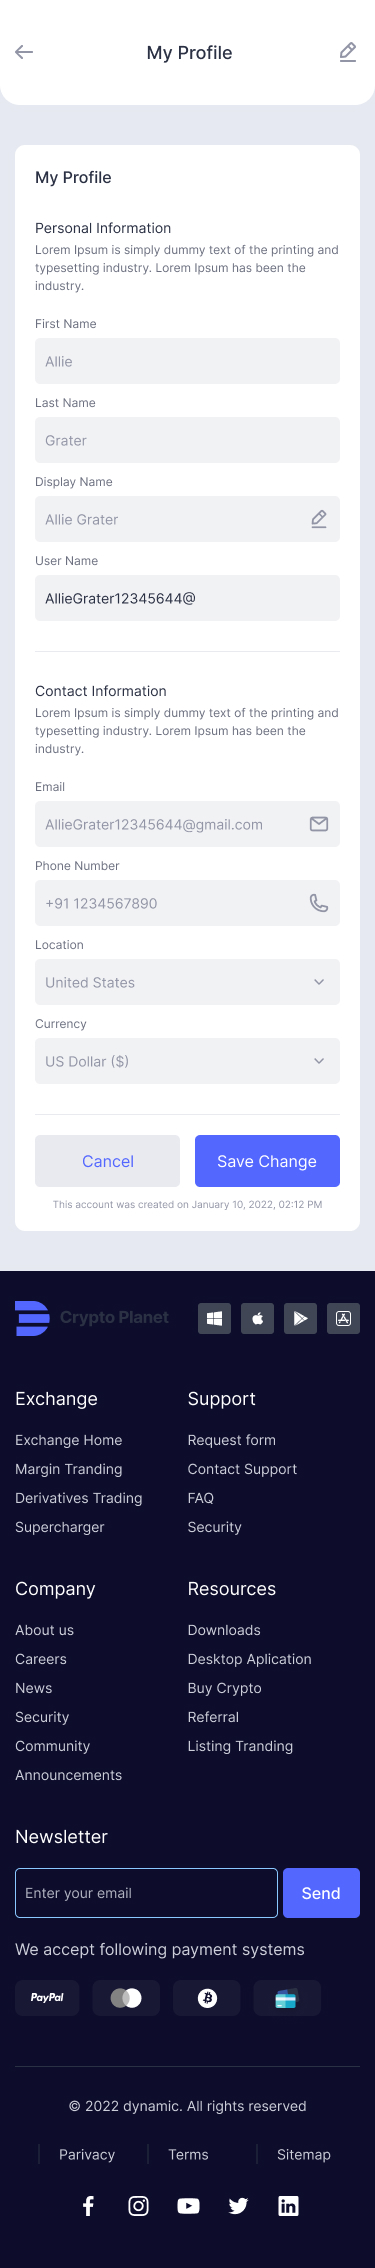 My Profile
My Profile
Personal Information
Lorem Ipsum is simply dummy text of the printing and
typesetting industry. Lorem Ipsum has been the
industry.
First Name
Allie
Last Name
Grater
Display Name
Allie Grater
User Name
AllieGrater12345644@
Contact Information
Lorem Ipsum is simply dummy text of the printing and
typesetting industry. Lorem Ipsum has been the
industry.
Email
AllieGrater12345644@gmail.com
Phone Number
+91 1234567890
Location
United States
Currency
US Dollar ($)
Cancel
Save Change
This account was created on January 10, 2022, 02:12 PM
Crypto Planet
Exchange
Exchange Home
Margin Tranding
Derivatives Trading
Supercharger
Support
Request form
Contact Support
FAQ
Security
Company
About us
Careers
News
Security
Community
Announcements
Resources
Downloads
Desktop Aplication
Buy Crypto
Referral
Listing Tranding
Newsletter
Enter your email
Send
We accept following payment systems
PayPal
© 2022 dynamic. All rights reserved
Parivacy
Terms
Sitemap